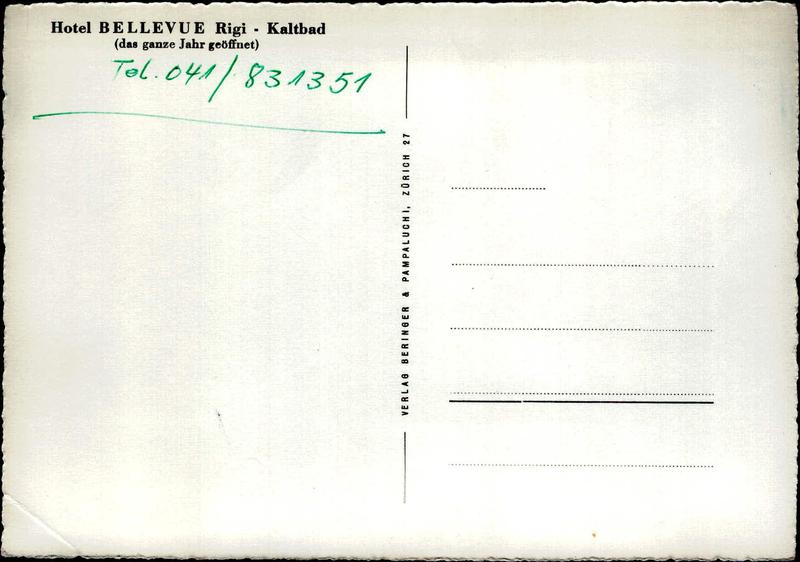 Hotel BELLEVUE Rigi - Kaltbad
(das ganze Jahr geöffnet)
Tel. 041/831351
VERLAG BERINGER & PAMPALUCHI, ZÜRICH 27